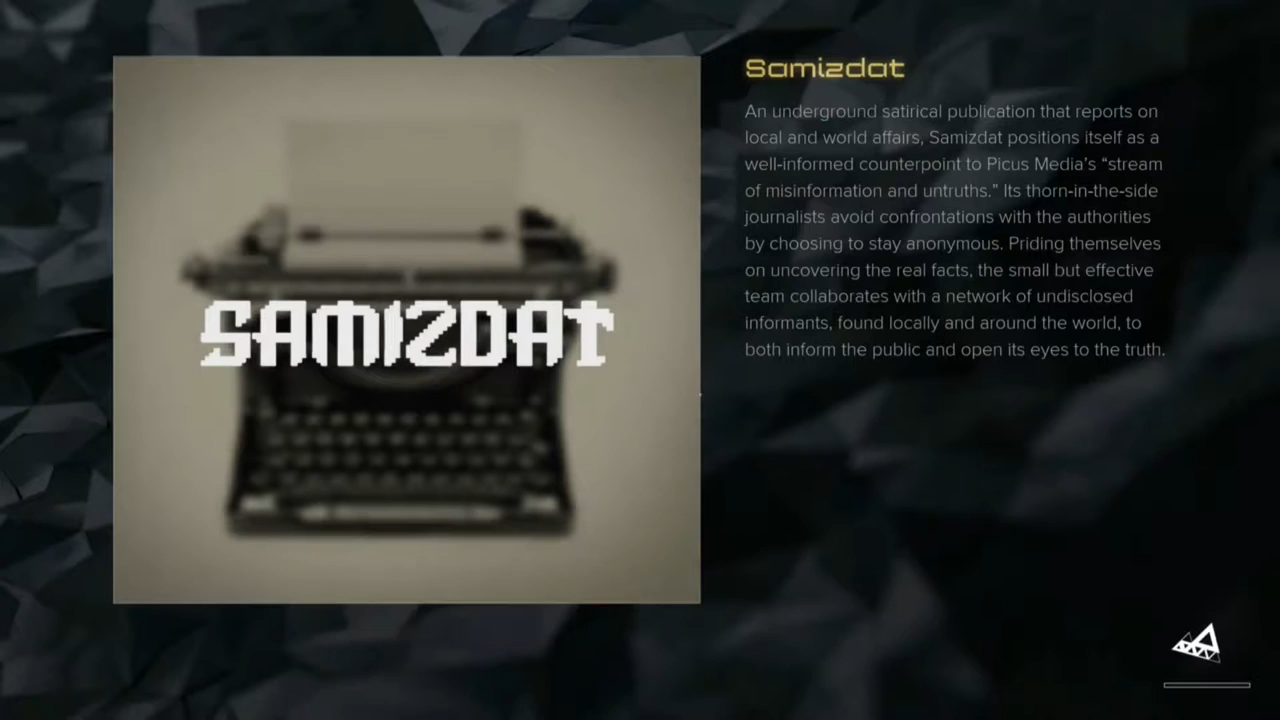 SAMIZDAT
Samizdat
An underground satirical publication that reports on
local and world affairs, Samizdat positions itself as a
well-informed counterpoint to Picus Media’s “stream
of misinformation and untruths.” Its thorn-in-the-side
journalists avoid confrontations with the authorities
by choosing to stay anonymous. Priding themselves
on uncovering the real facts, the small but effective
team collaborates with a network of undisclosed
informants, found locally and around the world, to
both inform the public and open its eyes to the truth.